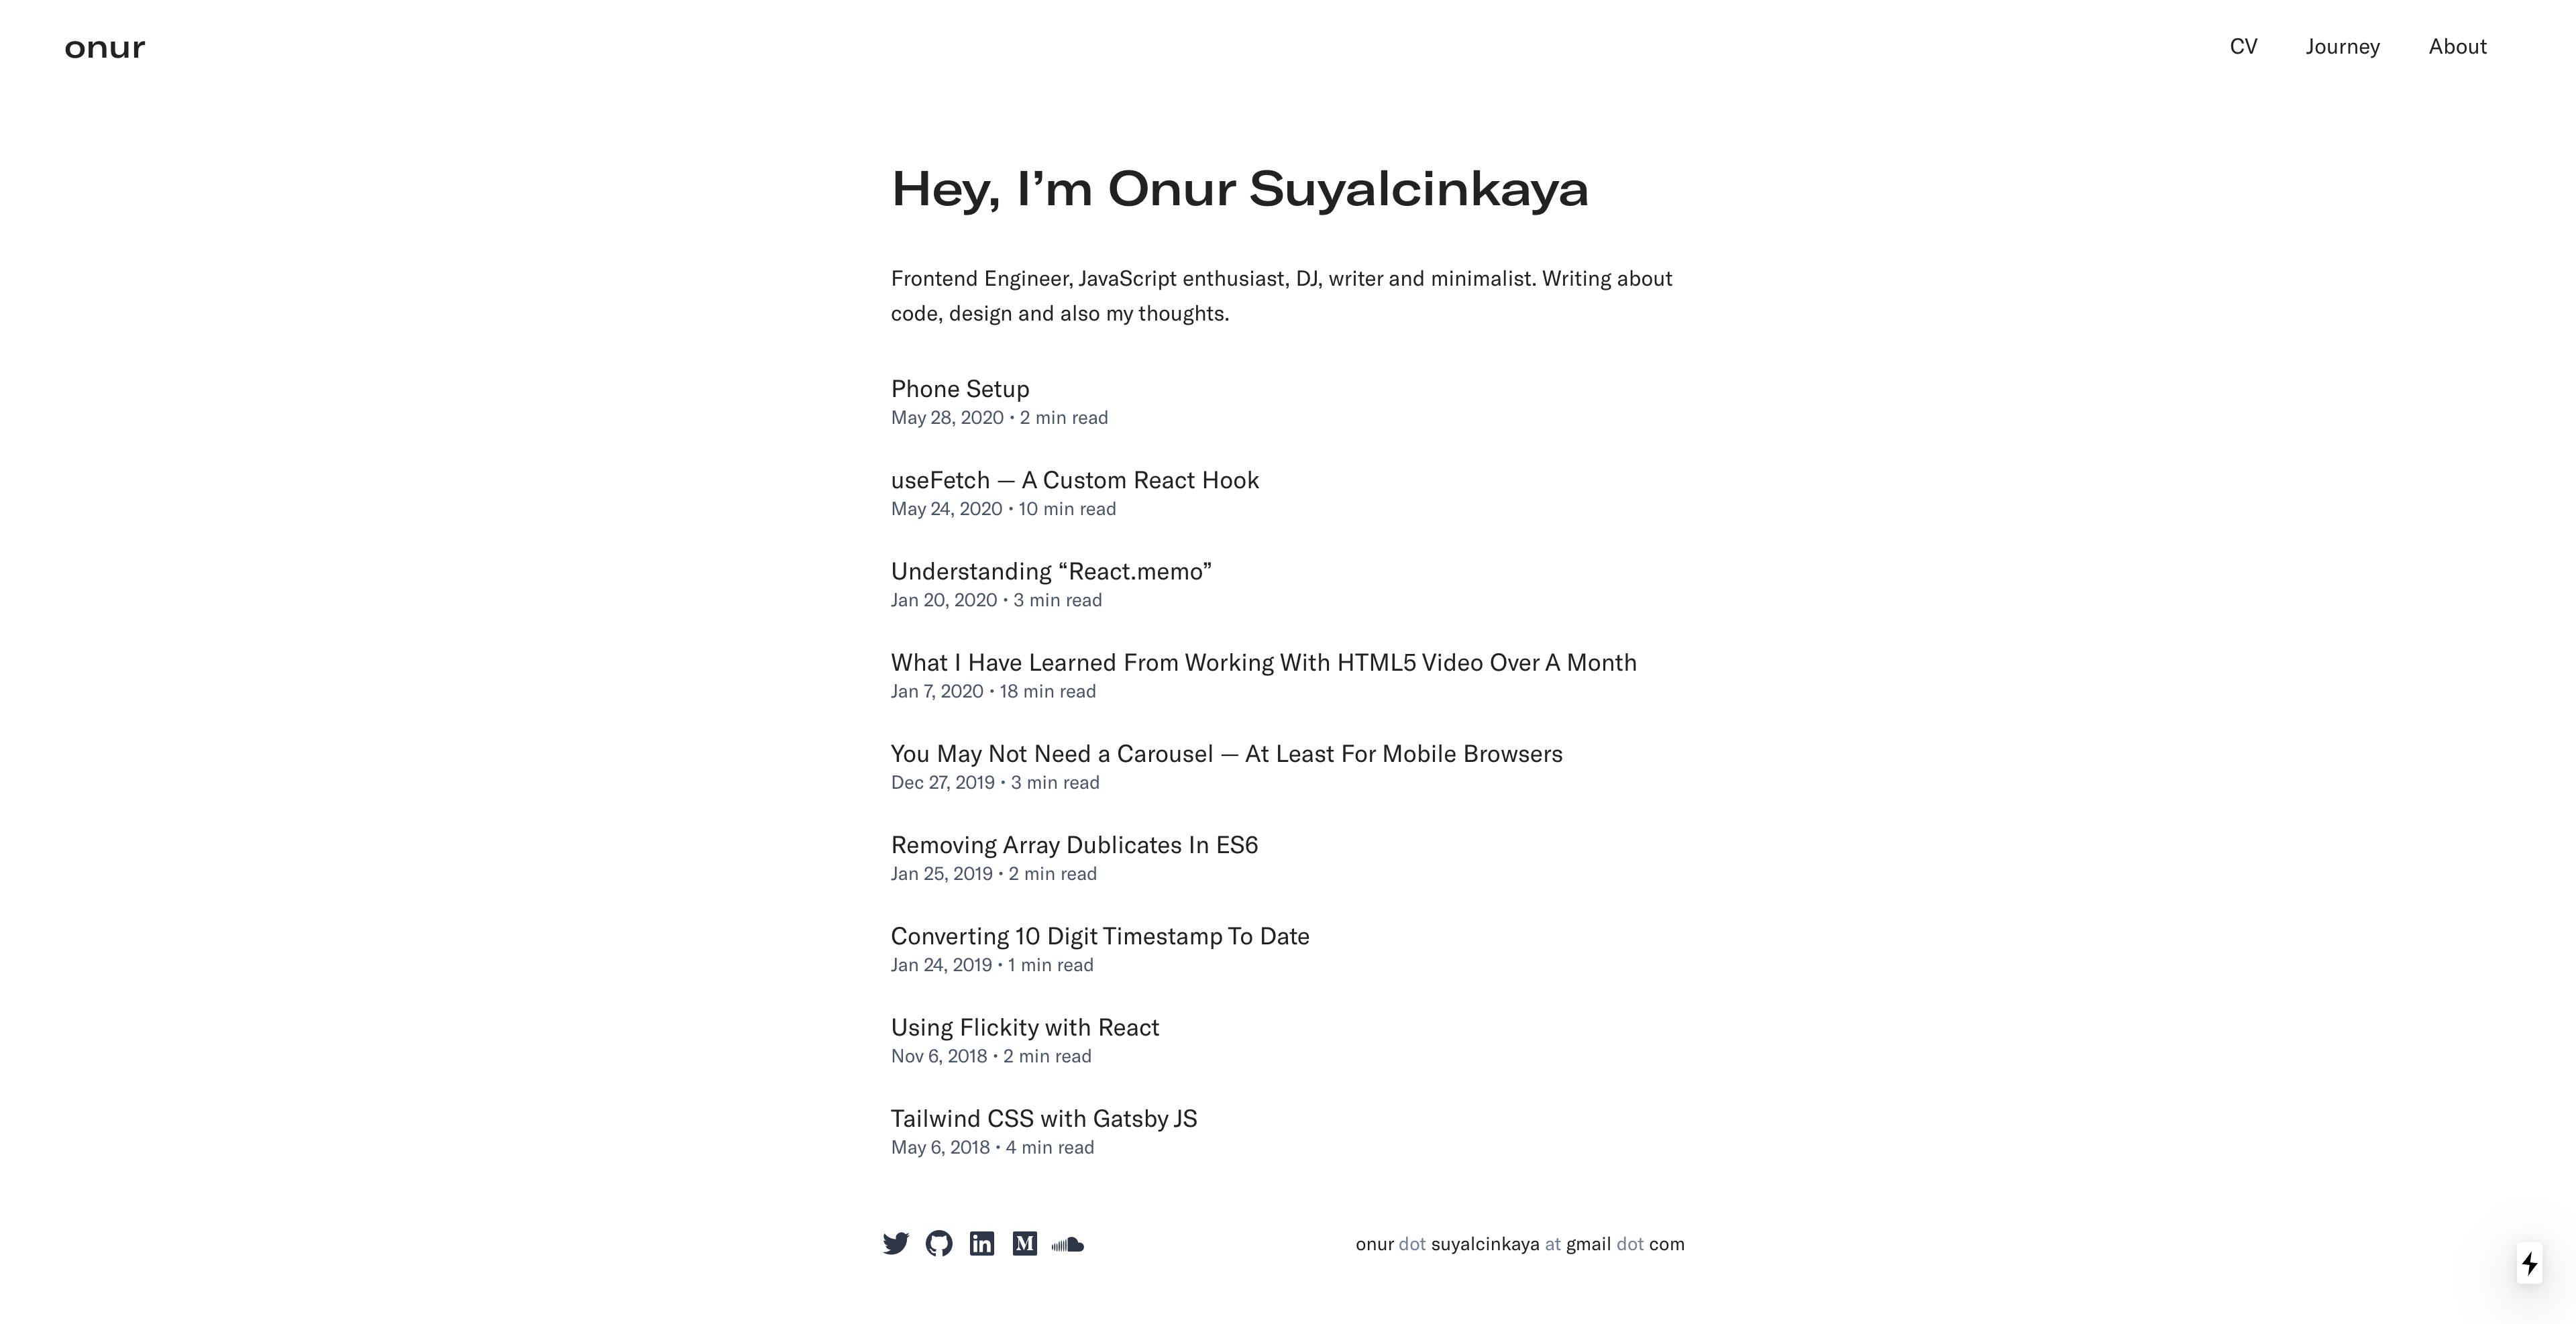 onur
CV
Journey
About
Hey, I’m Onur Suyalcinkaya
Frontend Engineer, JavaScript enthusiast, DJ, writer and minimalist. Writing about
code, design and also my thoughts.
Phone Setup
May 28, 2020 • 2 min read
useFetch — A Custom React Hook
May 24, 2020 • 10 min read
Understanding “React.memo”
Jan 20, 2020 • 3 min read
What I Have Learned From Working With HTML5 Video Over A Month
Jan 7, 2020 • 18 min read
You May Not Need a Carousel — At Least For Mobile Browsers
Dec 27, 2019 • 3 min read
Removing Array Dublicates In ES6
Jan 25, 2019 • 2 min read
Converting 10 Digit Timestamp To Date
Jan 24, 2019 • 1 min read
Using Flickity with React
Nov 6, 2018 • 2 min read
Tailwind CSS with Gatsby JS
May 6, 2018 • 4 min read
onur dot suyalcinkaya at gmail dot com